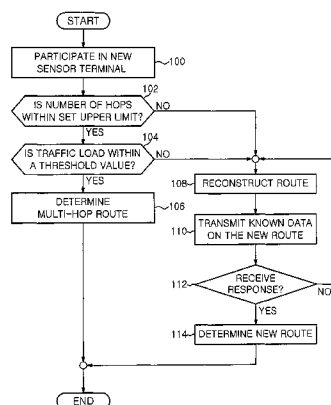 START
PARTICIPATE IN NEW
SENSOR TERMINAL
100
102
IS NUMBER OF HOPS
WITHIN SET UPPER LIMIT?
NO
YES
104
IS TRAFFIC LOAD WITHIN
A THRESHOLD VALUE?
NO
YES
DETERMINE
MULTI-HOP ROUTE
106
108
RECONSTRUCT ROUTE
110
TRANSMIT KNOWN DATA
ON THE NEW ROUTE
112
RECEIVE
RESPONSE?
NO
YES
114
DETERMINE NEW ROUTE
END